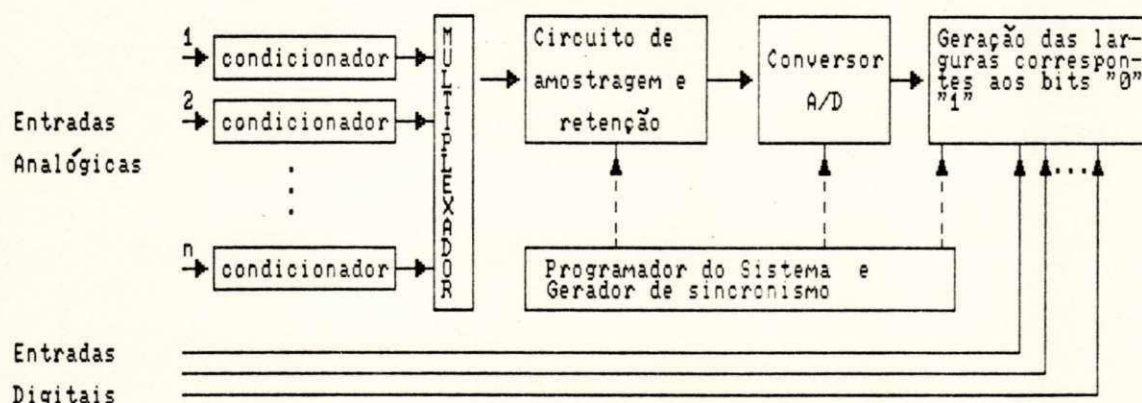 1
condicionador
2
condicionador
Entradas
Analógicas
n
condicionador
MULTIPLEXADOR
Circuito de
amostragem e
retenção
Conversor
A/D
Geração das lar-
guras correspon-
tes aos bits "0"
"1"
...
Programador do Sistema e
Gerador de sincronismo
Entradas
Digitais